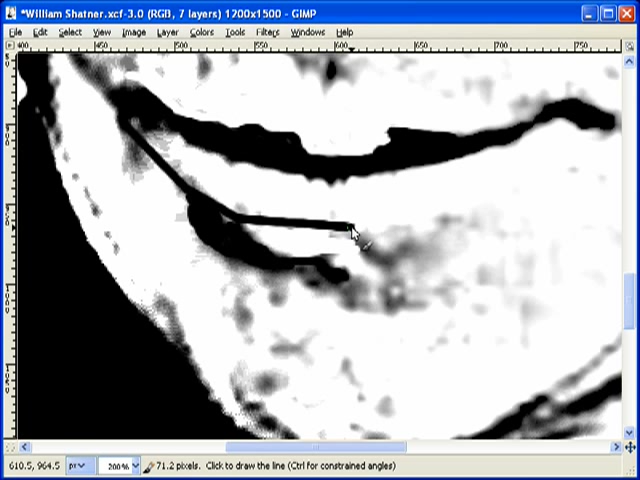 *William Shatner.xcf-3.0 (RGB, 7 layers) 1200x1500 – GIMP
File Edit Select View Image Layer Colors Tools Filters Windows Help
400 450 500 550 600 650 700 750
610.5, 964.5 px 200% 71.2 pixels. Click to draw the line (Ctrl for constrained angles)